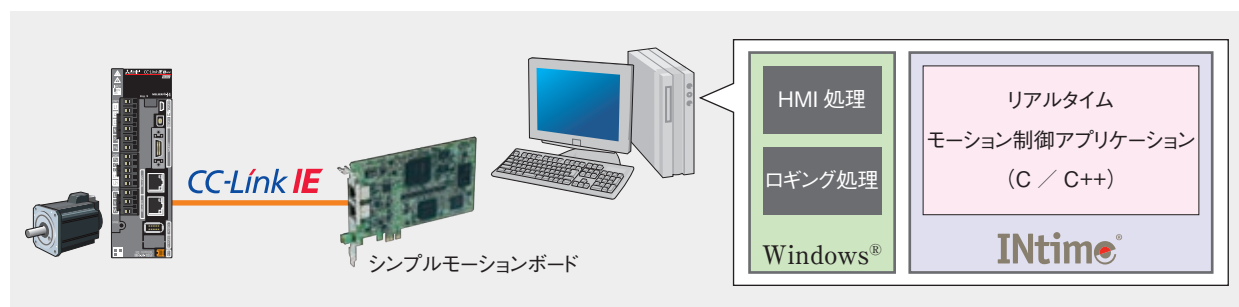 CC-Link IE
シンプルモーションボード
HMI 処理
ロギング処理
Windows®
リアルタイム
モーション制御アプリケーション
（C ／ C++）
INtime®